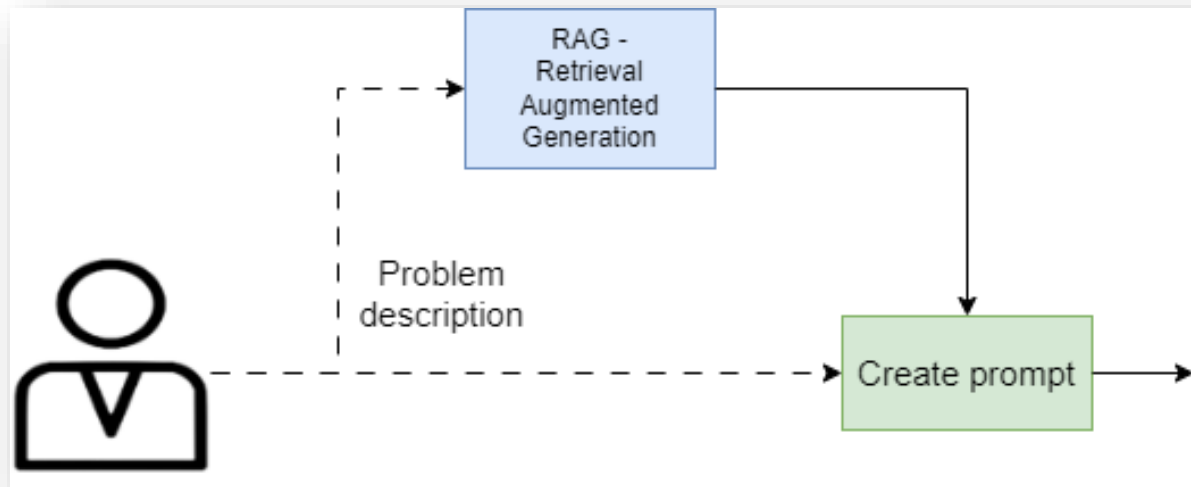 RAG -
Retrieval
Augmented
Generation
Problem
description
Create prompt